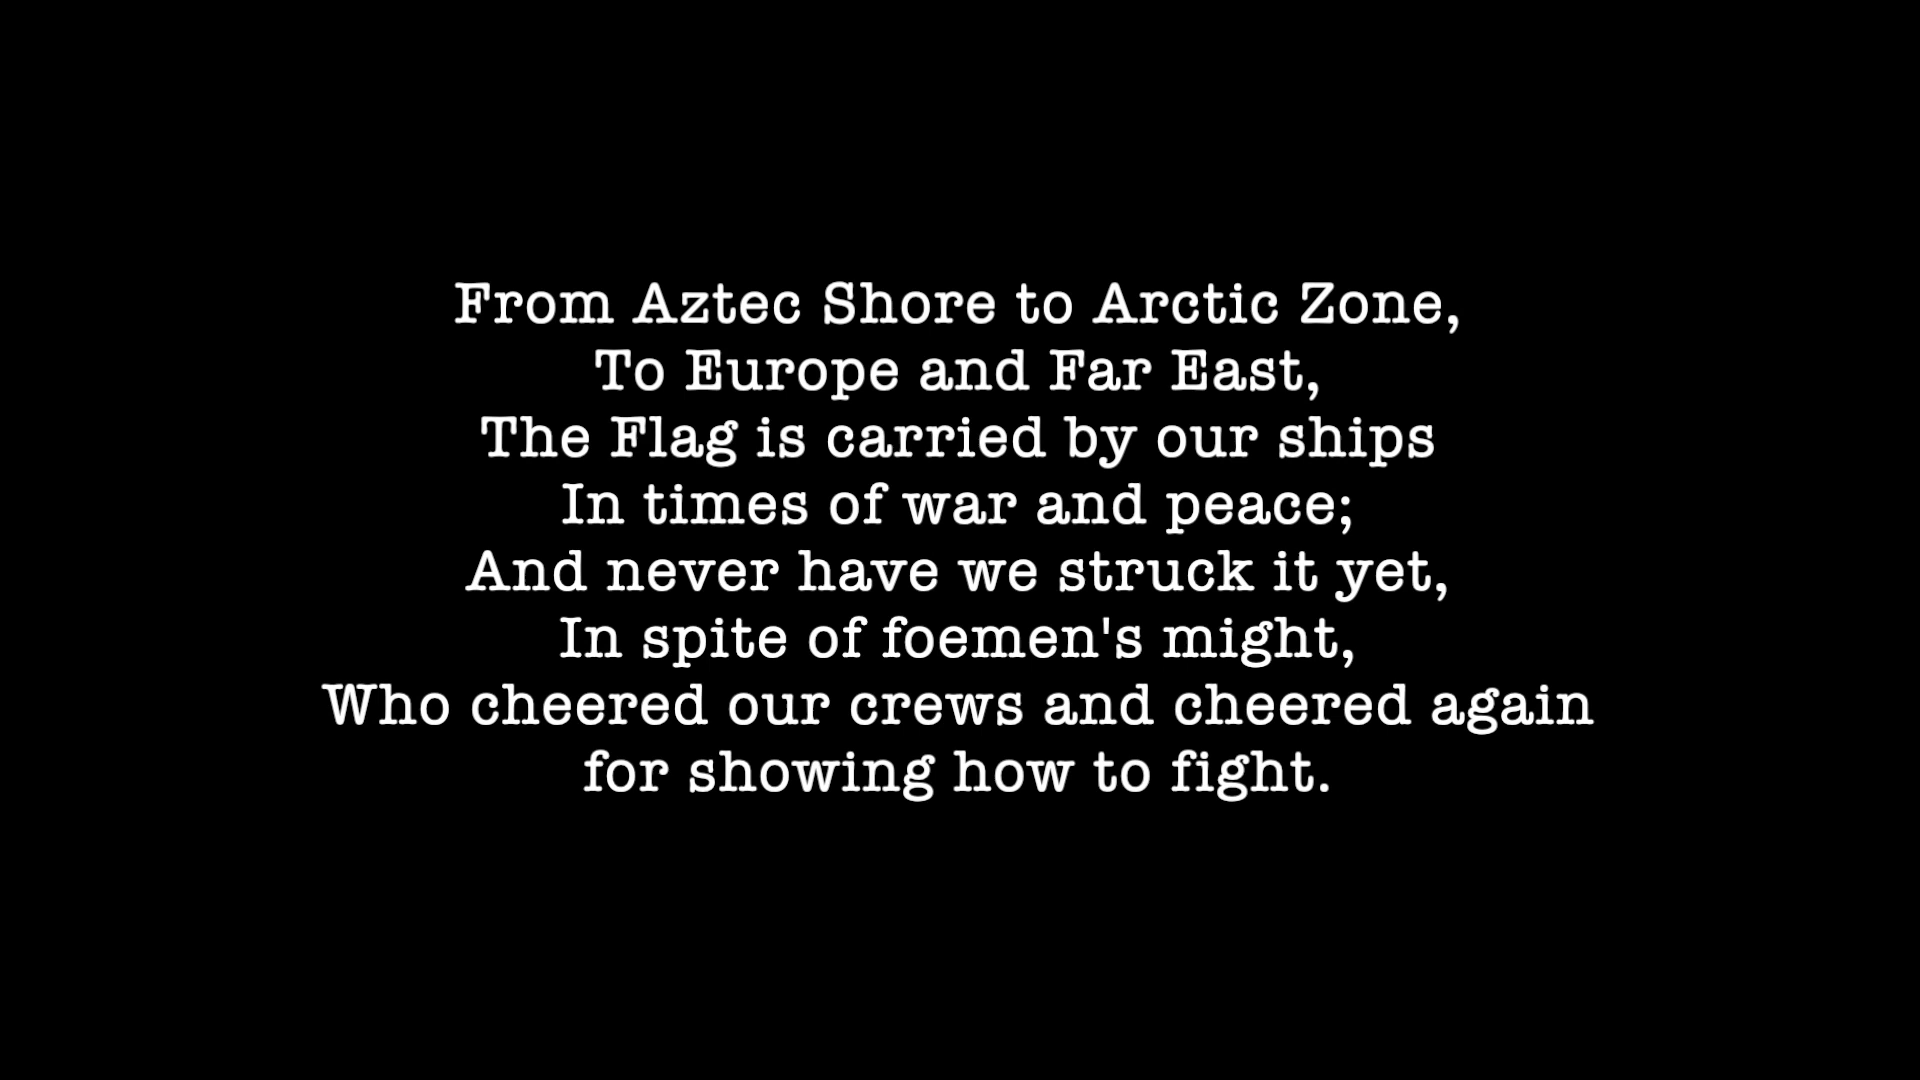 From Aztec Shore to Arctic Zone,
To Europe and Far East,
The Flag is carried by our ships
In times of war and peace;
And never have we struck it yet,
In spite of foemen's might,
Who cheered our crews and cheered again
for showing how to fight.